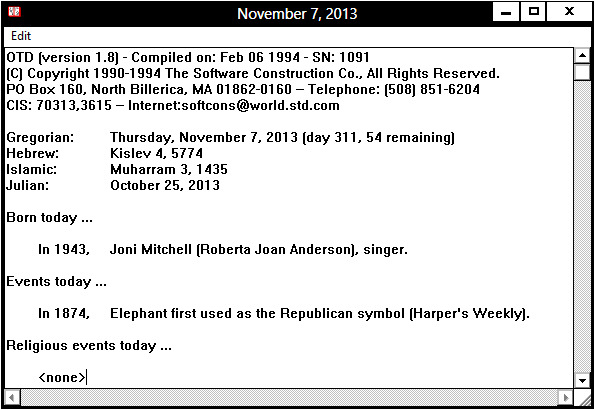 November 7, 2013
Edit
OTD (version 1.8) - Compiled on: Feb 06 1994 - SN: 1091
(C) Copyright 1990-1994 The Software Construction Co., All Rights Reserved.
PO Box 160, North Billerica, MA 01862-0160 – Telephone: (508) 851-6204
CIS: 70313,3615 – Internet:softcons@world.std.com
Gregorian: Thursday, November 7, 2013 (day 311, 54 remaining)
Hebrew: Kislev 4, 5774
Islamic: Muharram 3, 1435
Julian: October 25, 2013
Born today ...
In 1943, Joni Mitchell (Roberta Joan Anderson), singer.
Events today ...
In 1874, Elephant first used as the Republican symbol (Harper's Weekly).
Religious events today ...
<none>